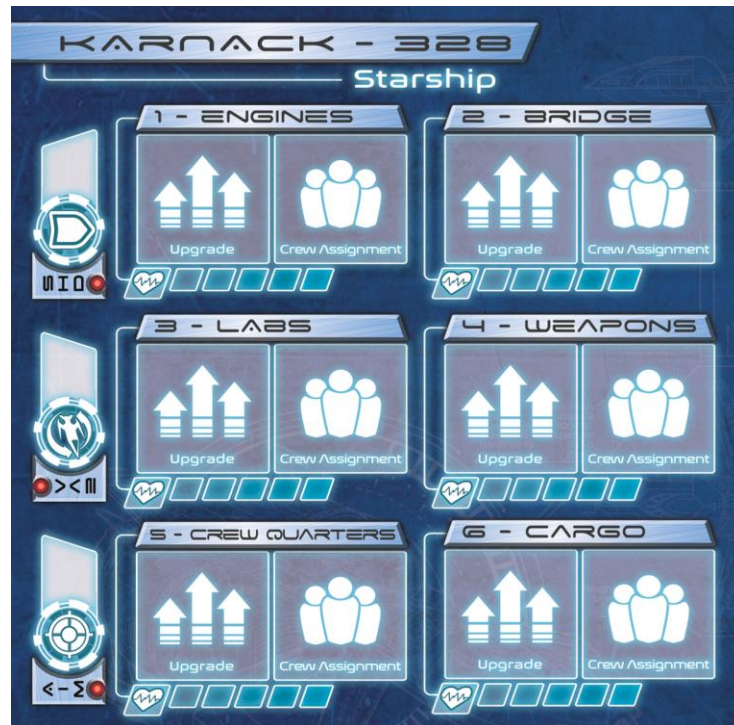 KARNACK - 328
Starship
1 - ENGINES
2 - BRIDGE
Upgrade
Crew Assignment
Upgrade
Crew Assignment
3 - LABS
4 - WEAPONS
Upgrade
Crew Assignment
Upgrade
Crew Assignment
5 - CREW QUARTERS
6 - CARGO
Upgrade
Crew Assignment
Upgrade
Crew Assignment